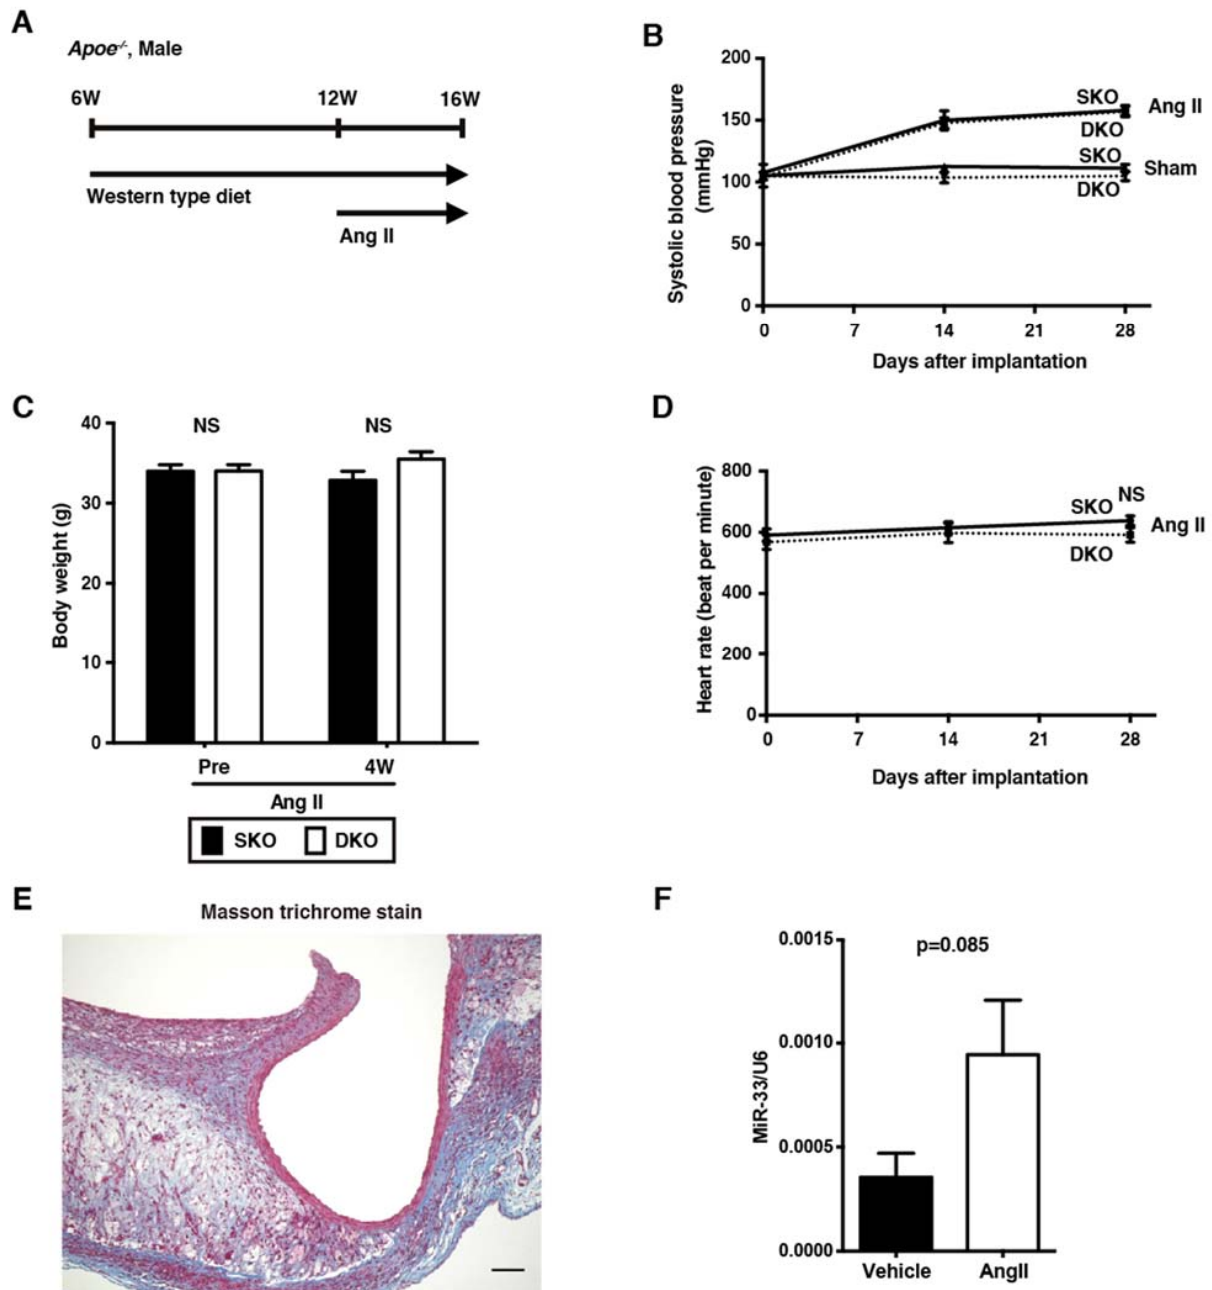 A
Apoe-/-, Male
6W 12W 16W
Western type diet
Ang II
B
Systolic blood pressure
(mmHg)
200
150
100
50
0
SKO
DKO
Ang II
SKO
DKO
Sham
0 7 14 21 28
Days after implantation
C
Body weight (g)
40
30
20
10
0
NS NS
Pre 4W
Ang II
SKO DKO
D
Heart rate (beat per minute)
800
600
400
200
0
NS
SKO
DKO
Ang II
0 7 14 21 28
Days after implantation
E
Masson trichrome stain
F
MiR-33/U6
0.0015
0.0010
0.0005
0.0000
p=0.085
Vehicle AngII